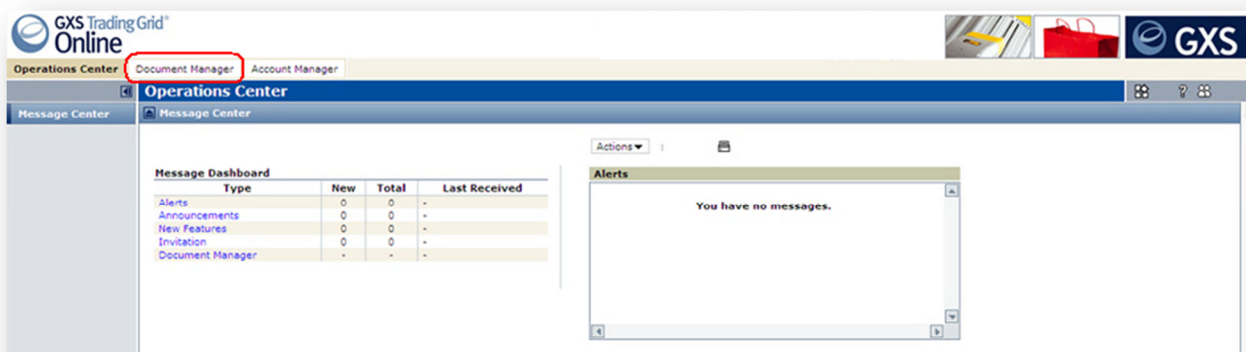 GXS Trading Grid®
Online
GXS
Operations Center Document Manager Account Manager
Operations Center
?
Message Center Message Center
Actions
Message Dashboard
Type New Total Last Received
Alerts 0 0 -
Announcements 0 0 -
New Features 0 0 -
Invitation 0 0 -
Document Manager - - -
Alerts
You have no messages.